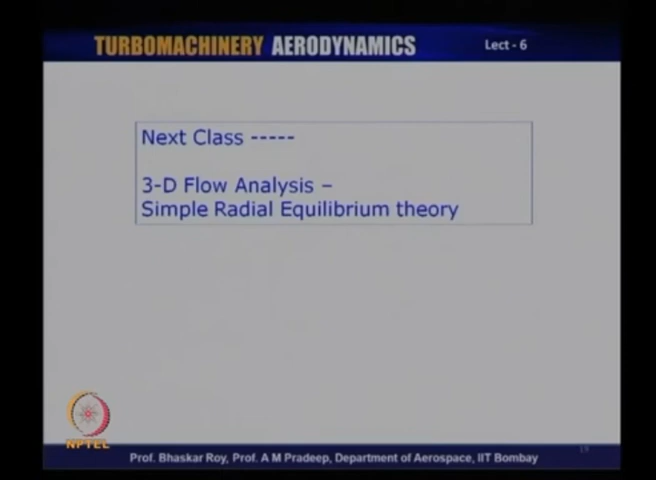 TURBOMACHINERY AERODYNAMICS
Lect - 6
Next Class -----
3-D Flow Analysis –
Simple Radial Equilibrium theory
NPTEL
Prof. Bhaskar Roy, Prof. A M Pradeep, Department of Aerospace, IIT Bombay